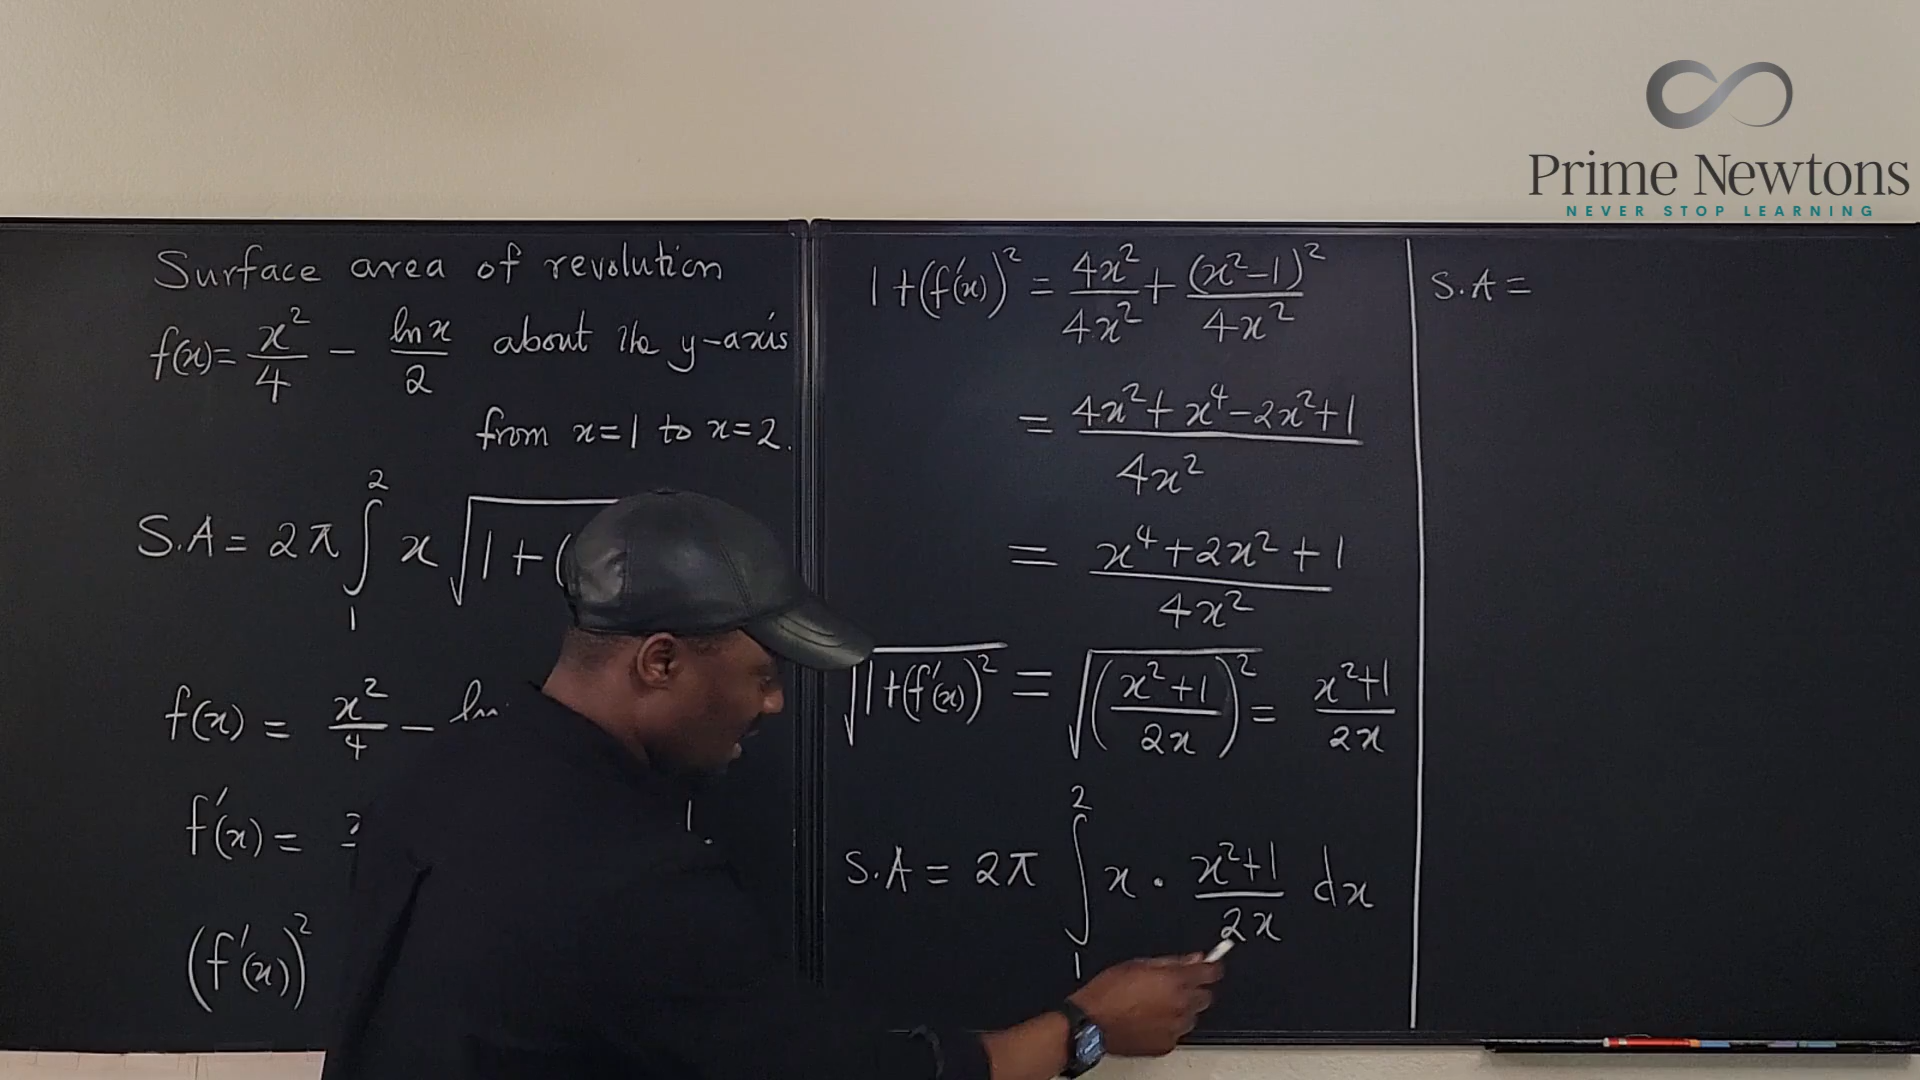 Prime Newtons
NEVER STOP LEARNING
Surface area of revolution
f(x) = x²/4 − ln x/2 about the y-axis
from x=1 to x=2.
S.A = 2π ∫₁² x √(1+(
f(x) = x²/4 − ln
f'(x) =
(f'(x))²
1+(f'(x))² = 4x²/4x² + (x²−1)²/4x²
= (4x²+x⁴−2x²+1)/4x²
= (x⁴+2x²+1)/4x²
√(1+(f'(x))²) = √((x²+1)/2x)² = (x²+1)/2x
S.A = 2π ∫₁² x · (x²+1)/2x dx
S.A =